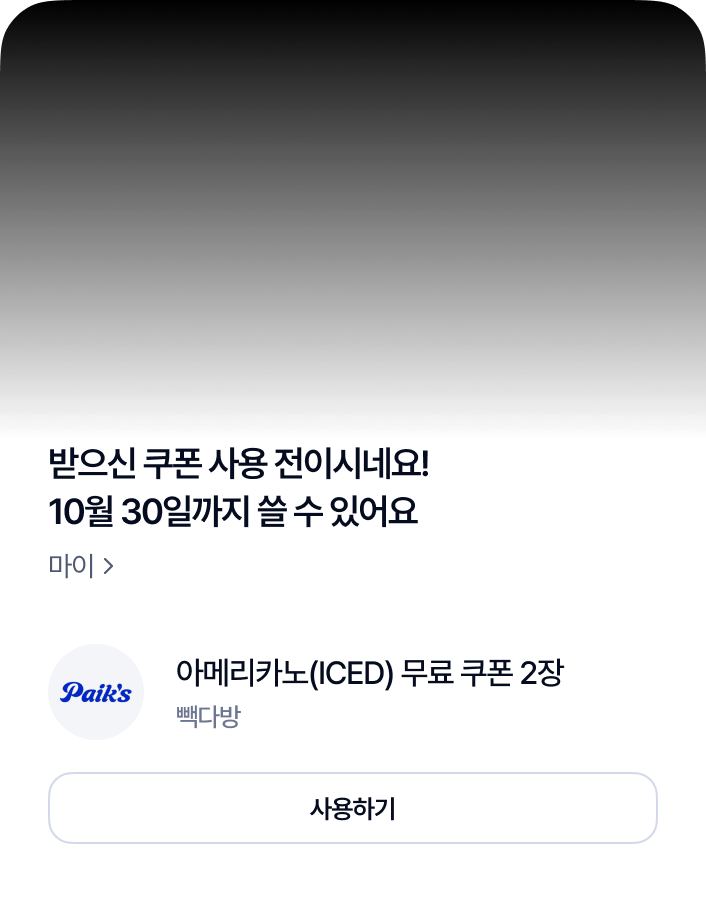 받으신 쿠폰 사용 전이시네요!
10월 30일까지 쓸 수 있어요
마이 >
Paik's
아메리카노(ICED) 무료 쿠폰 2장
빽다방
사용하기